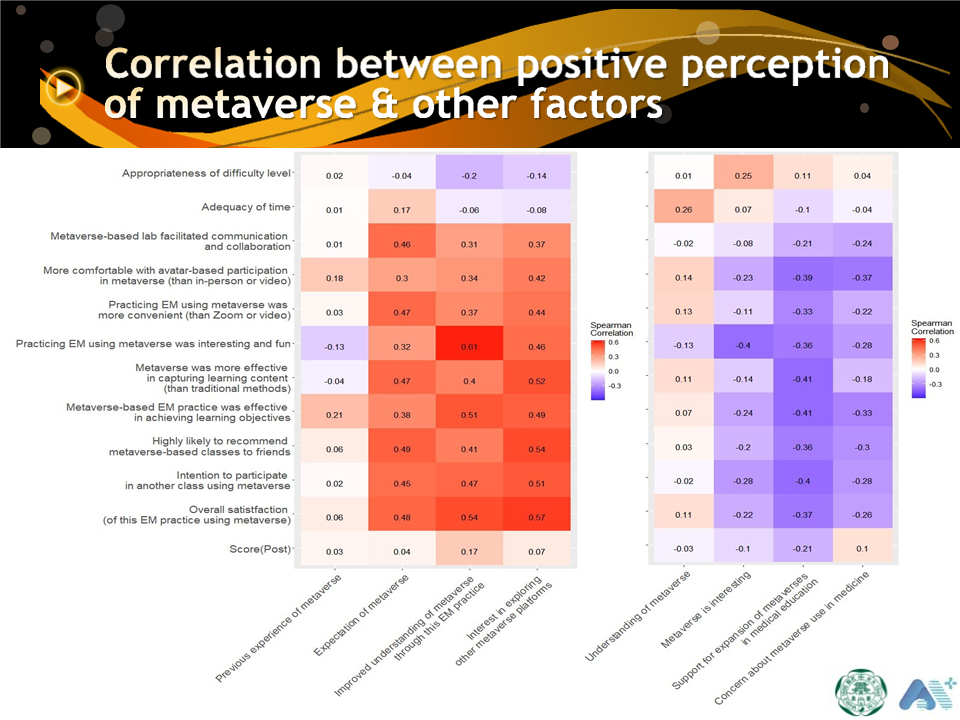 Correlation between positive perception
of metaverse & other factors
Appropriateness of difficulty level
0.02 -0.04 -0.2 -0.14
0.01 0.25 0.11 0.04
Adequacy of time
0.01 0.17 -0.06 -0.08
0.26 0.07 -0.1 -0.04
Metaverse-based lab facilitated communication
and collaboration
0.01 0.46 0.31 0.37
-0.02 -0.08 -0.21 -0.24
More comfortable with avatar-based participation
in metaverse (than in-person or video)
0.18 0.3 0.34 0.42
0.14 -0.23 -0.39 -0.37
Practicing EM using metaverse was
more convenient (than Zoom or video)
0.03 0.47 0.37 0.44
0.13 -0.11 -0.33 -0.22
Practicing EM using metaverse was interesting and fun
-0.13 0.32 0.61 0.46
-0.13 -0.4 -0.36 -0.28
Metaverse was more effective
in capturing learning content
(than traditional methods)
-0.04 0.47 0.4 0.52
0.11 -0.14 -0.41 -0.18
Metaverse-based EM practice was effective
in achieving learning objectives
0.21 0.38 0.51 0.49
0.07 -0.24 -0.41 -0.33
Highly likely to recommend
metaverse-based classes to friends
0.06 0.49 0.41 0.54
0.03 -0.2 -0.36 -0.3
Intention to participate
in another class using metaverse
0.02 0.45 0.47 0.51
-0.02 -0.28 -0.4 -0.28
Overall satistfaction
(of this EM practice using metaverse)
0.06 0.48 0.54 0.57
0.11 -0.22 -0.37 -0.26
Score(Post)
0.03 0.04 0.17 0.07
-0.03 -0.1 -0.21 0.1
Spearman
Correlation
0.6
0.3
0.0
-0.3
Spearman
Correlation
0.6
0.3
0.0
-0.3
Previous experience of metaverse
Expectation of metaverse
Improved understanding of metaverse
through this EM practice
Interest in exploring
other metaverse platforms
Understanding of metaverse
Metaverse is interesting
Support for expansion of metaverses
in medical education
Concern about metaverse use in medicine